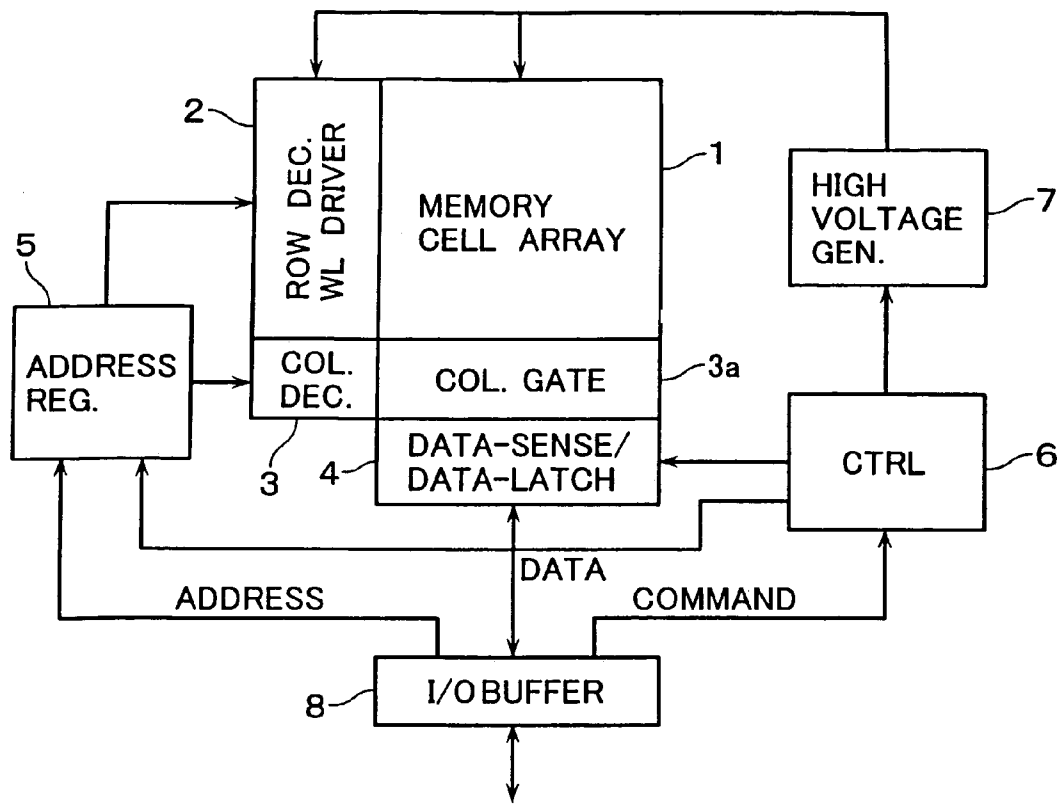 2
ROW DEC.
WL DRIVER
MEMORY
CELL ARRAY
1
HIGH
VOLTAGE
GEN.
7
5
ADDRESS
REG.
COL.
DEC.
COL. GATE
3a
3
4
DATA-SENSE/
DATA-LATCH
CTRL
6
DATA
ADDRESS
COMMAND
8
I/O BUFFER